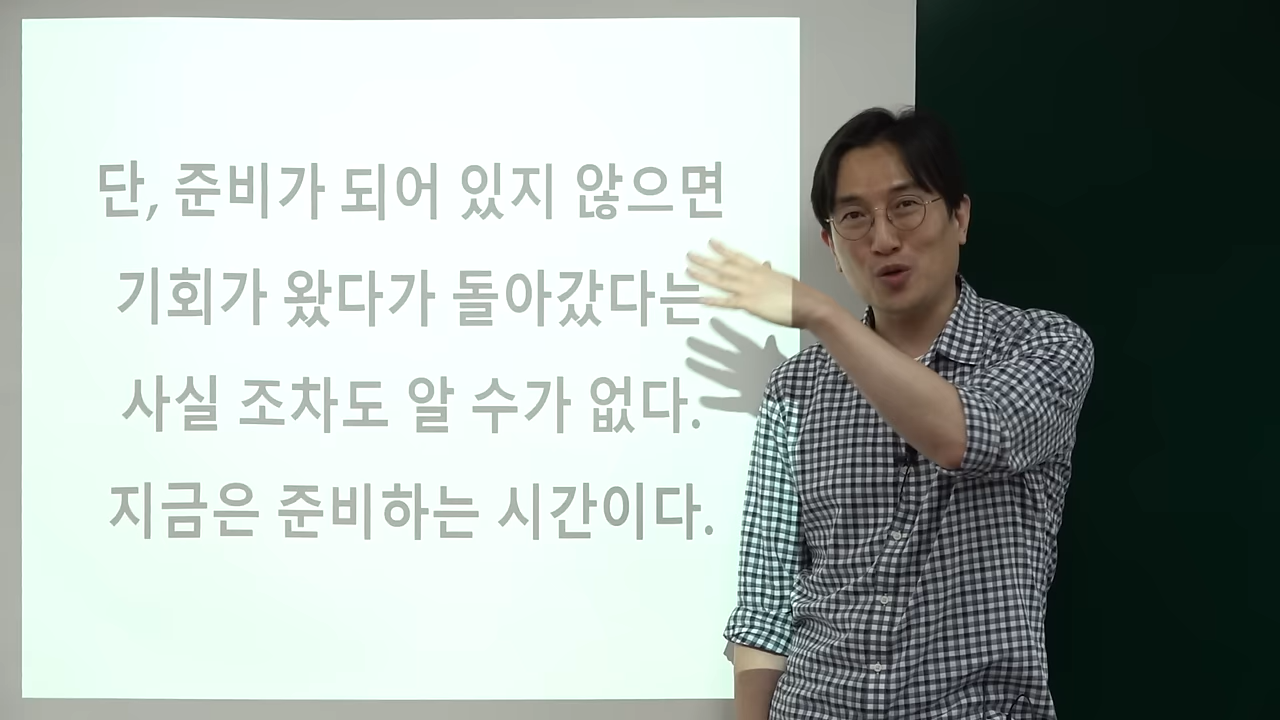 단, 준비가 되어 있지 않으면
기회가 왔다가 돌아갔다는
사실 조차도 알 수가 없다.
지금은 준비하는 시간이다.